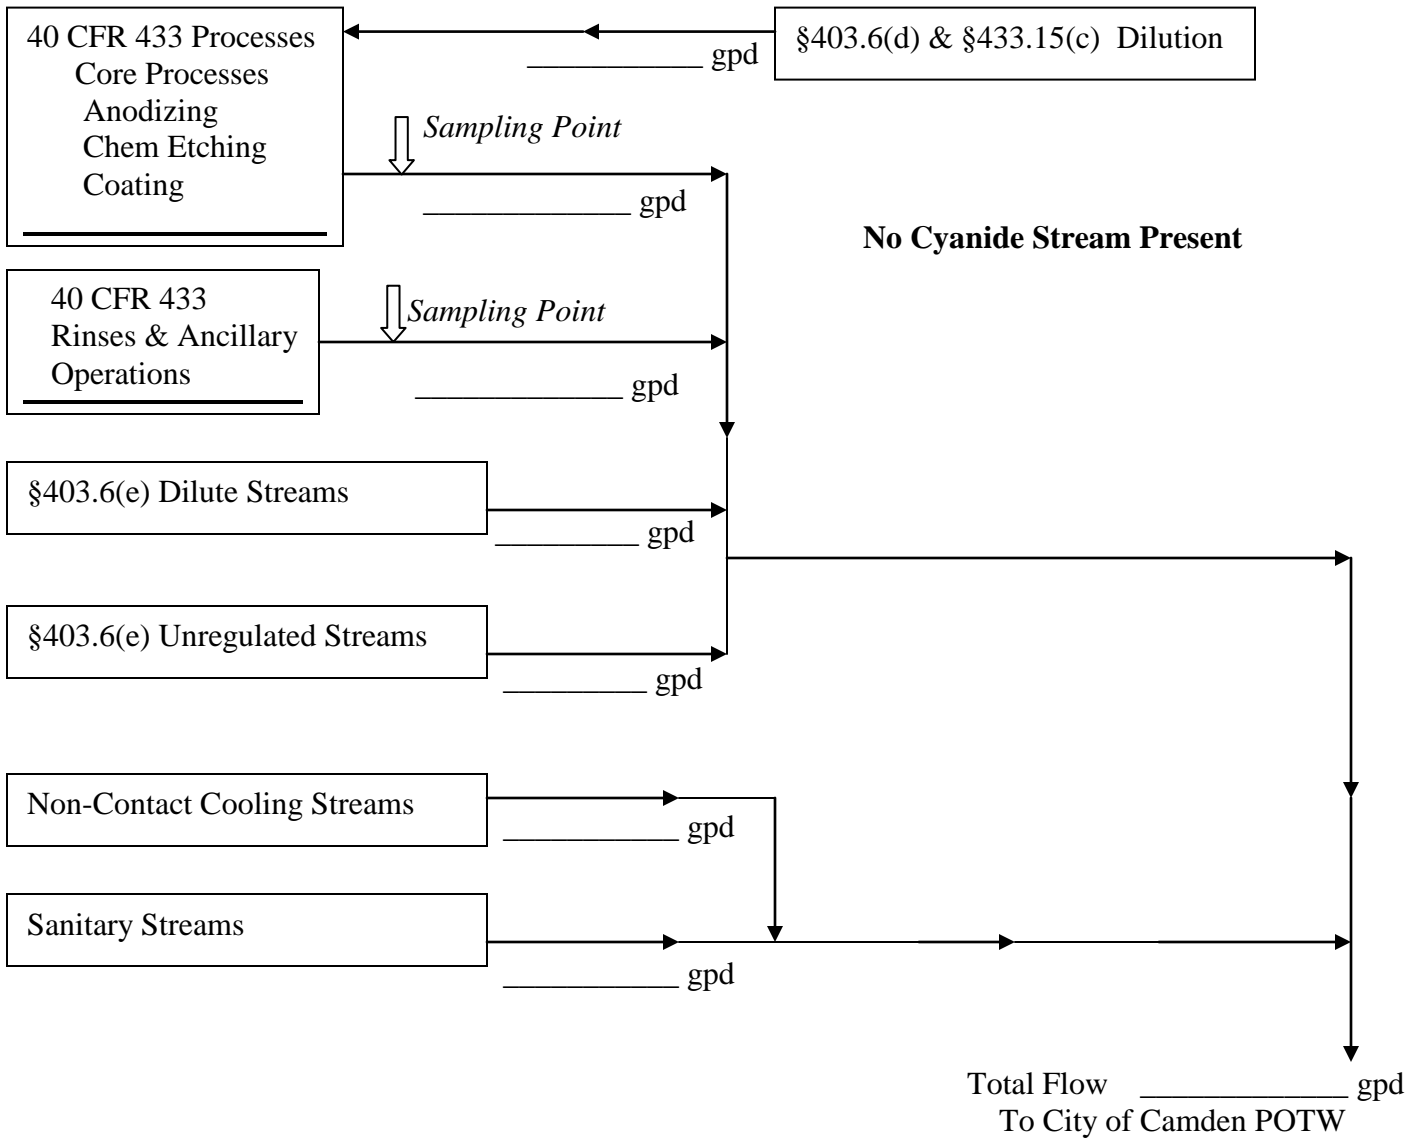 40 CFR 433 Processes
Core Processes
Anodizing
Chem Etching
Coating
§403.6(d) & §433.15(c) Dilution
___________ gpd
Sampling Point
_____________ gpd
No Cyanide Stream Present
40 CFR 433
Rinses & Ancillary
Operations
Sampling Point
_____________ gpd
§403.6(e) Dilute Streams
_________ gpd
§403.6(e) Unregulated Streams
_________ gpd
Non-Contact Cooling Streams
___________ gpd
Sanitary Streams
___________ gpd
Total Flow _____________ gpd
To City of Camden POTW